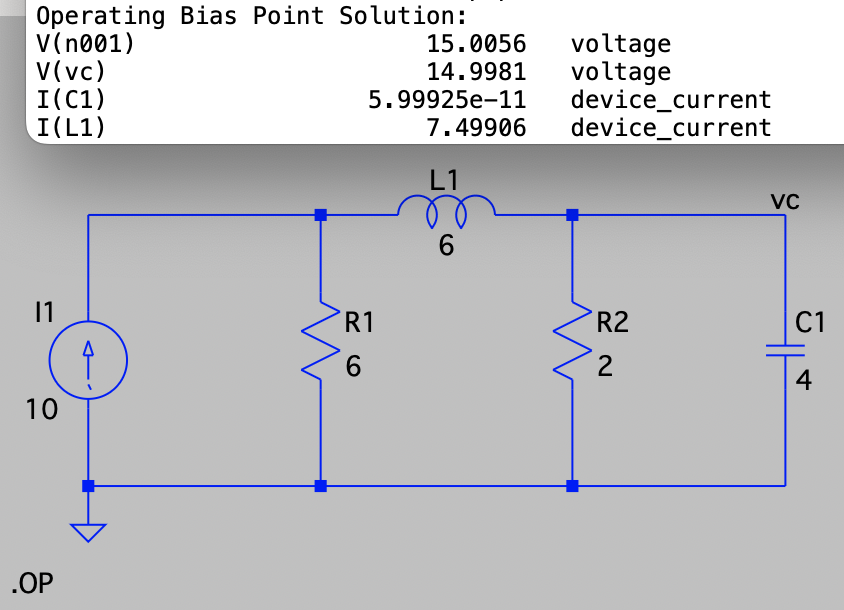 Operating Bias Point Solution:
V(n001) 15.0056 voltage
V(vc) 14.9981 voltage
I(C1) 5.99925e-11 device_current
I(L1) 7.49906 device_current
L1
vc
6
I1
R1
R2
C1
6
2
4
10
.OP